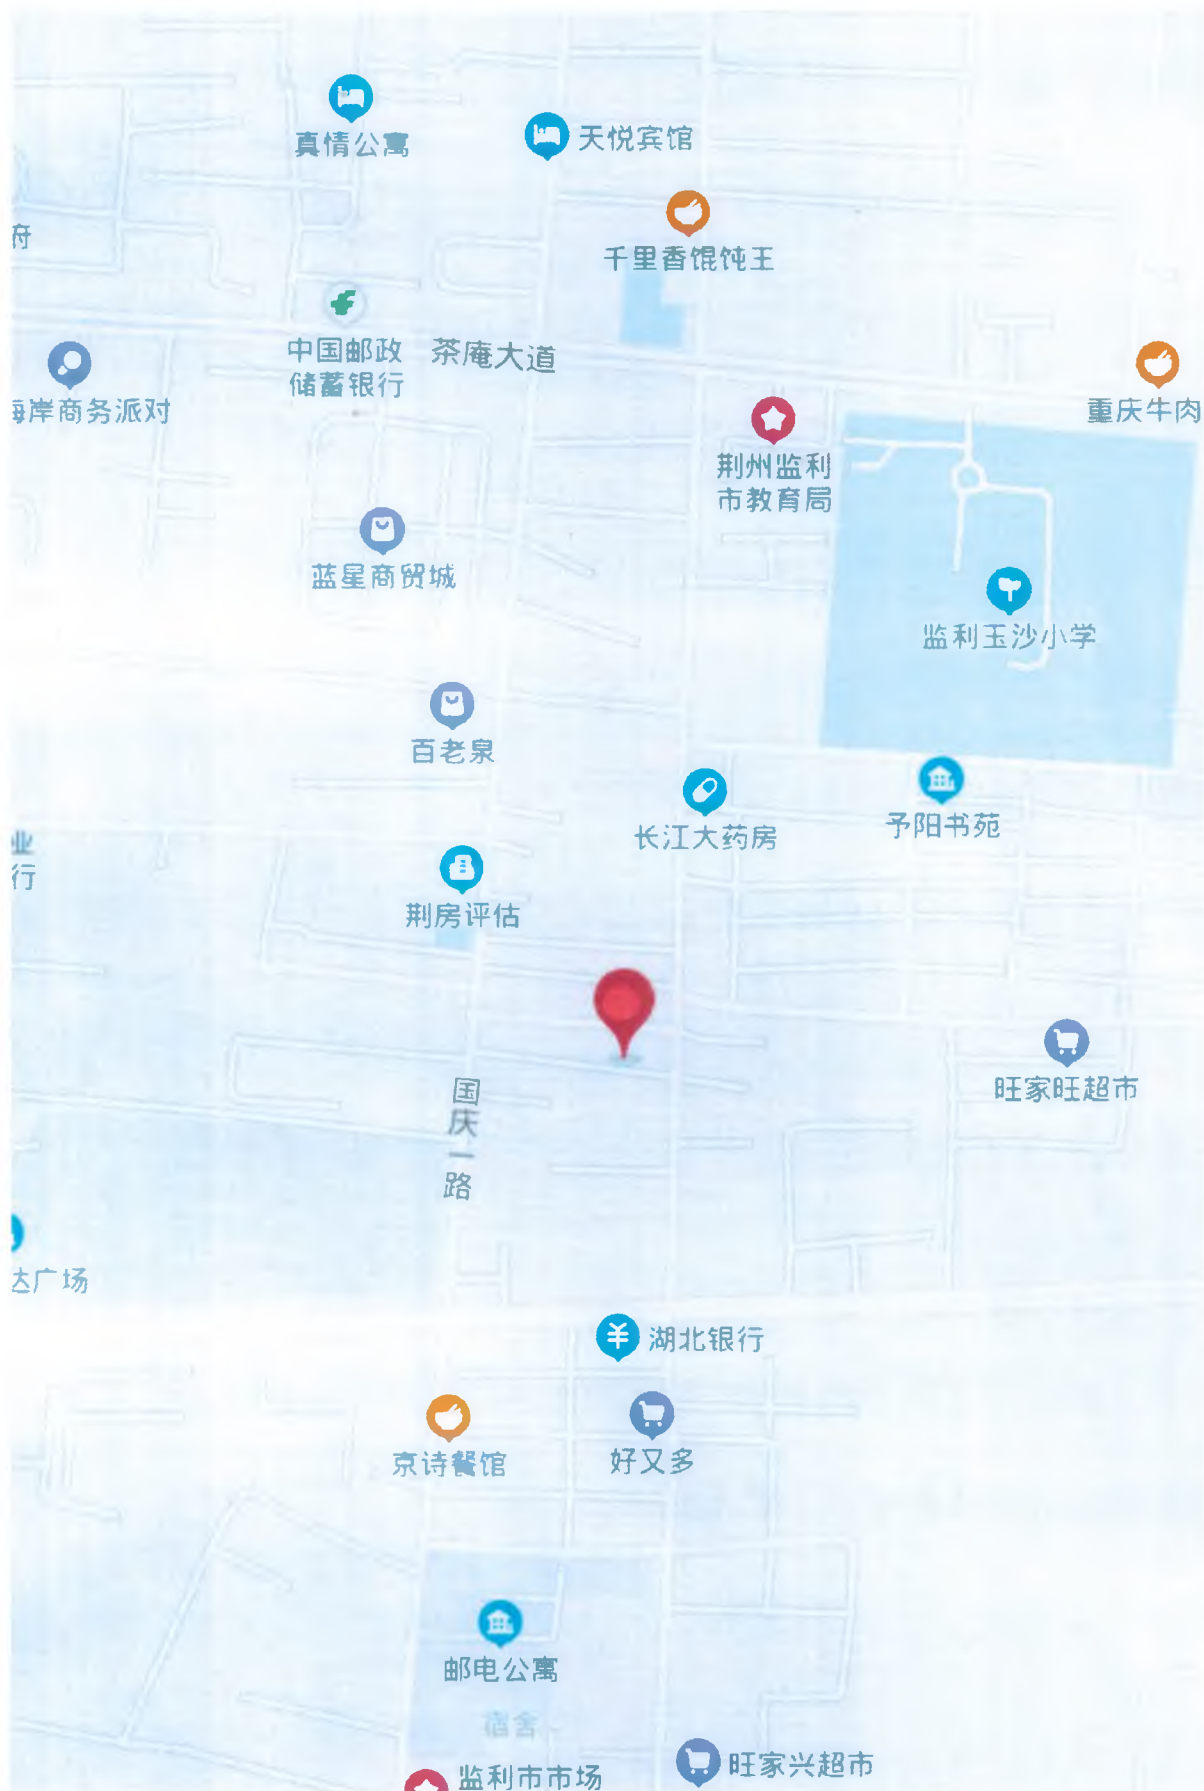 真情公寓
天悦宾馆
府
千里香馄饨王
中国邮政
储蓄银行
茶庵大道
海岸商务派对
重庆牛肉
荆州监利
市教育局
蓝星商贸城
监利玉沙小学
百老泉
长江大药房
予阳书苑
业
行
荆房评估
旺家旺超市
国
庆
一
路
达广场
湖北银行
京诗餐馆
好又多
邮电公寓
宿舍
旺家兴超市
监利市市场